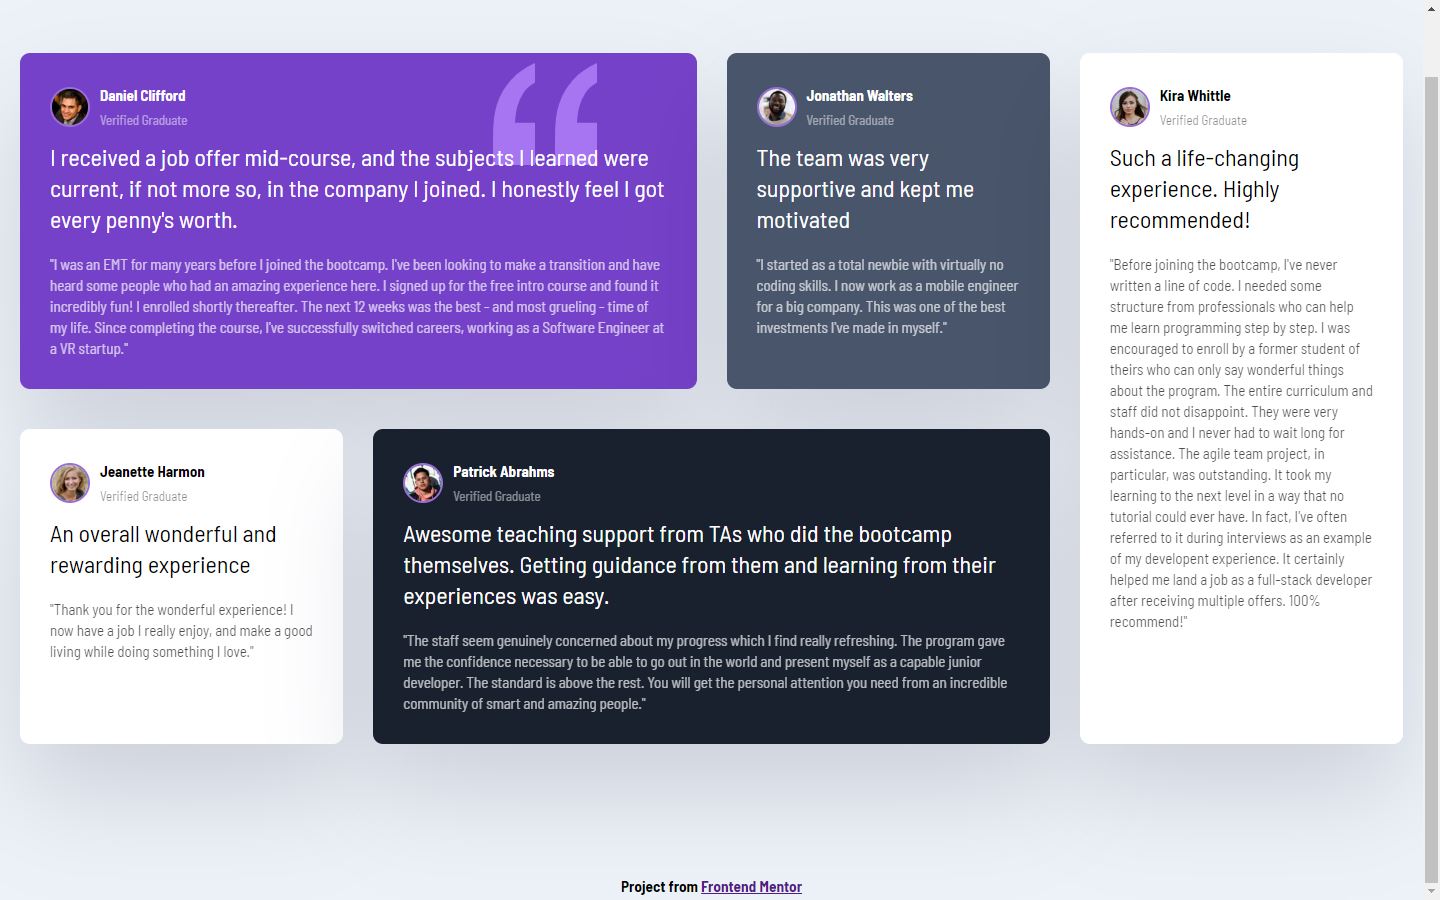 Daniel Clifford
Verified Graduate
I received a job offer mid-course, and the subjects I learned were
current, if not more so, in the company I joined. I honestly feel I got
every penny's worth.
"I was an EMT for many years before I joined the bootcamp. I've been looking to make a transition and have
heard some people who had an amazing experience here. I signed up for the free intro course and found it
incredibly fun! I enrolled shortly thereafter. The next 12 weeks was the best - and most grueling - time of
my life. Since completing the course, I've successfully switched careers, working as a Software Engineer at
a VR startup."
Jonathan Walters
Verified Graduate
The team was very
supportive and kept me
motivated
"I started as a total newbie with virtually no
coding skills. I now work as a mobile engineer
for a big company. This was one of the best
investments I've made in myself."
Kira Whittle
Verified Graduate
Such a life-changing
experience. Highly
recommended!
"Before joining the bootcamp, I've never
written a line of code. I needed some
structure from professionals who can help
me learn programming step by step. I was
encouraged to enroll by a former student of
theirs who can only say wonderful things
about the program. The entire curriculum and
staff did not disappoint. They were very
hands-on and I never had to wait long for
assistance. The agile team project, in
particular, was outstanding. It took my
learning to the next level in a way that no
tutorial could ever have. In fact, I've often
referred to it during interviews as an example
of my developent experience. It certainly
helped me land a job as a full-stack developer
after receiving multiple offers. 100%
recommend!"
Jeanette Harmon
Verified Graduate
An overall wonderful and
rewarding experience
"Thank you for the wonderful experience! I
now have a job I really enjoy, and make a good
living while doing something I love."
Patrick Abrahms
Verified Graduate
Awesome teaching support from TAs who did the bootcamp
themselves. Getting guidance from them and learning from their
experiences was easy.
"The staff seem genuinely concerned about my progress which I find really refreshing. The program gave
me the confidence necessary to be able to go out in the world and present myself as a capable junior
developer. The standard is above the rest. You will get the personal attention you need from an incredible
community of smart and amazing people."
Project from Frontend Mentor